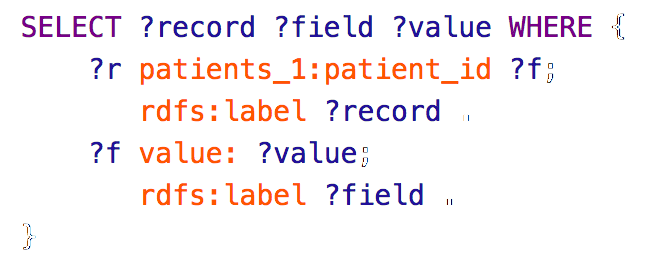 SELECT ?record ?field ?value WHERE {
?r patients_1:patient_id ?f;
rdfs:label ?record .
?f value: ?value;
rdfs:label ?field .
}